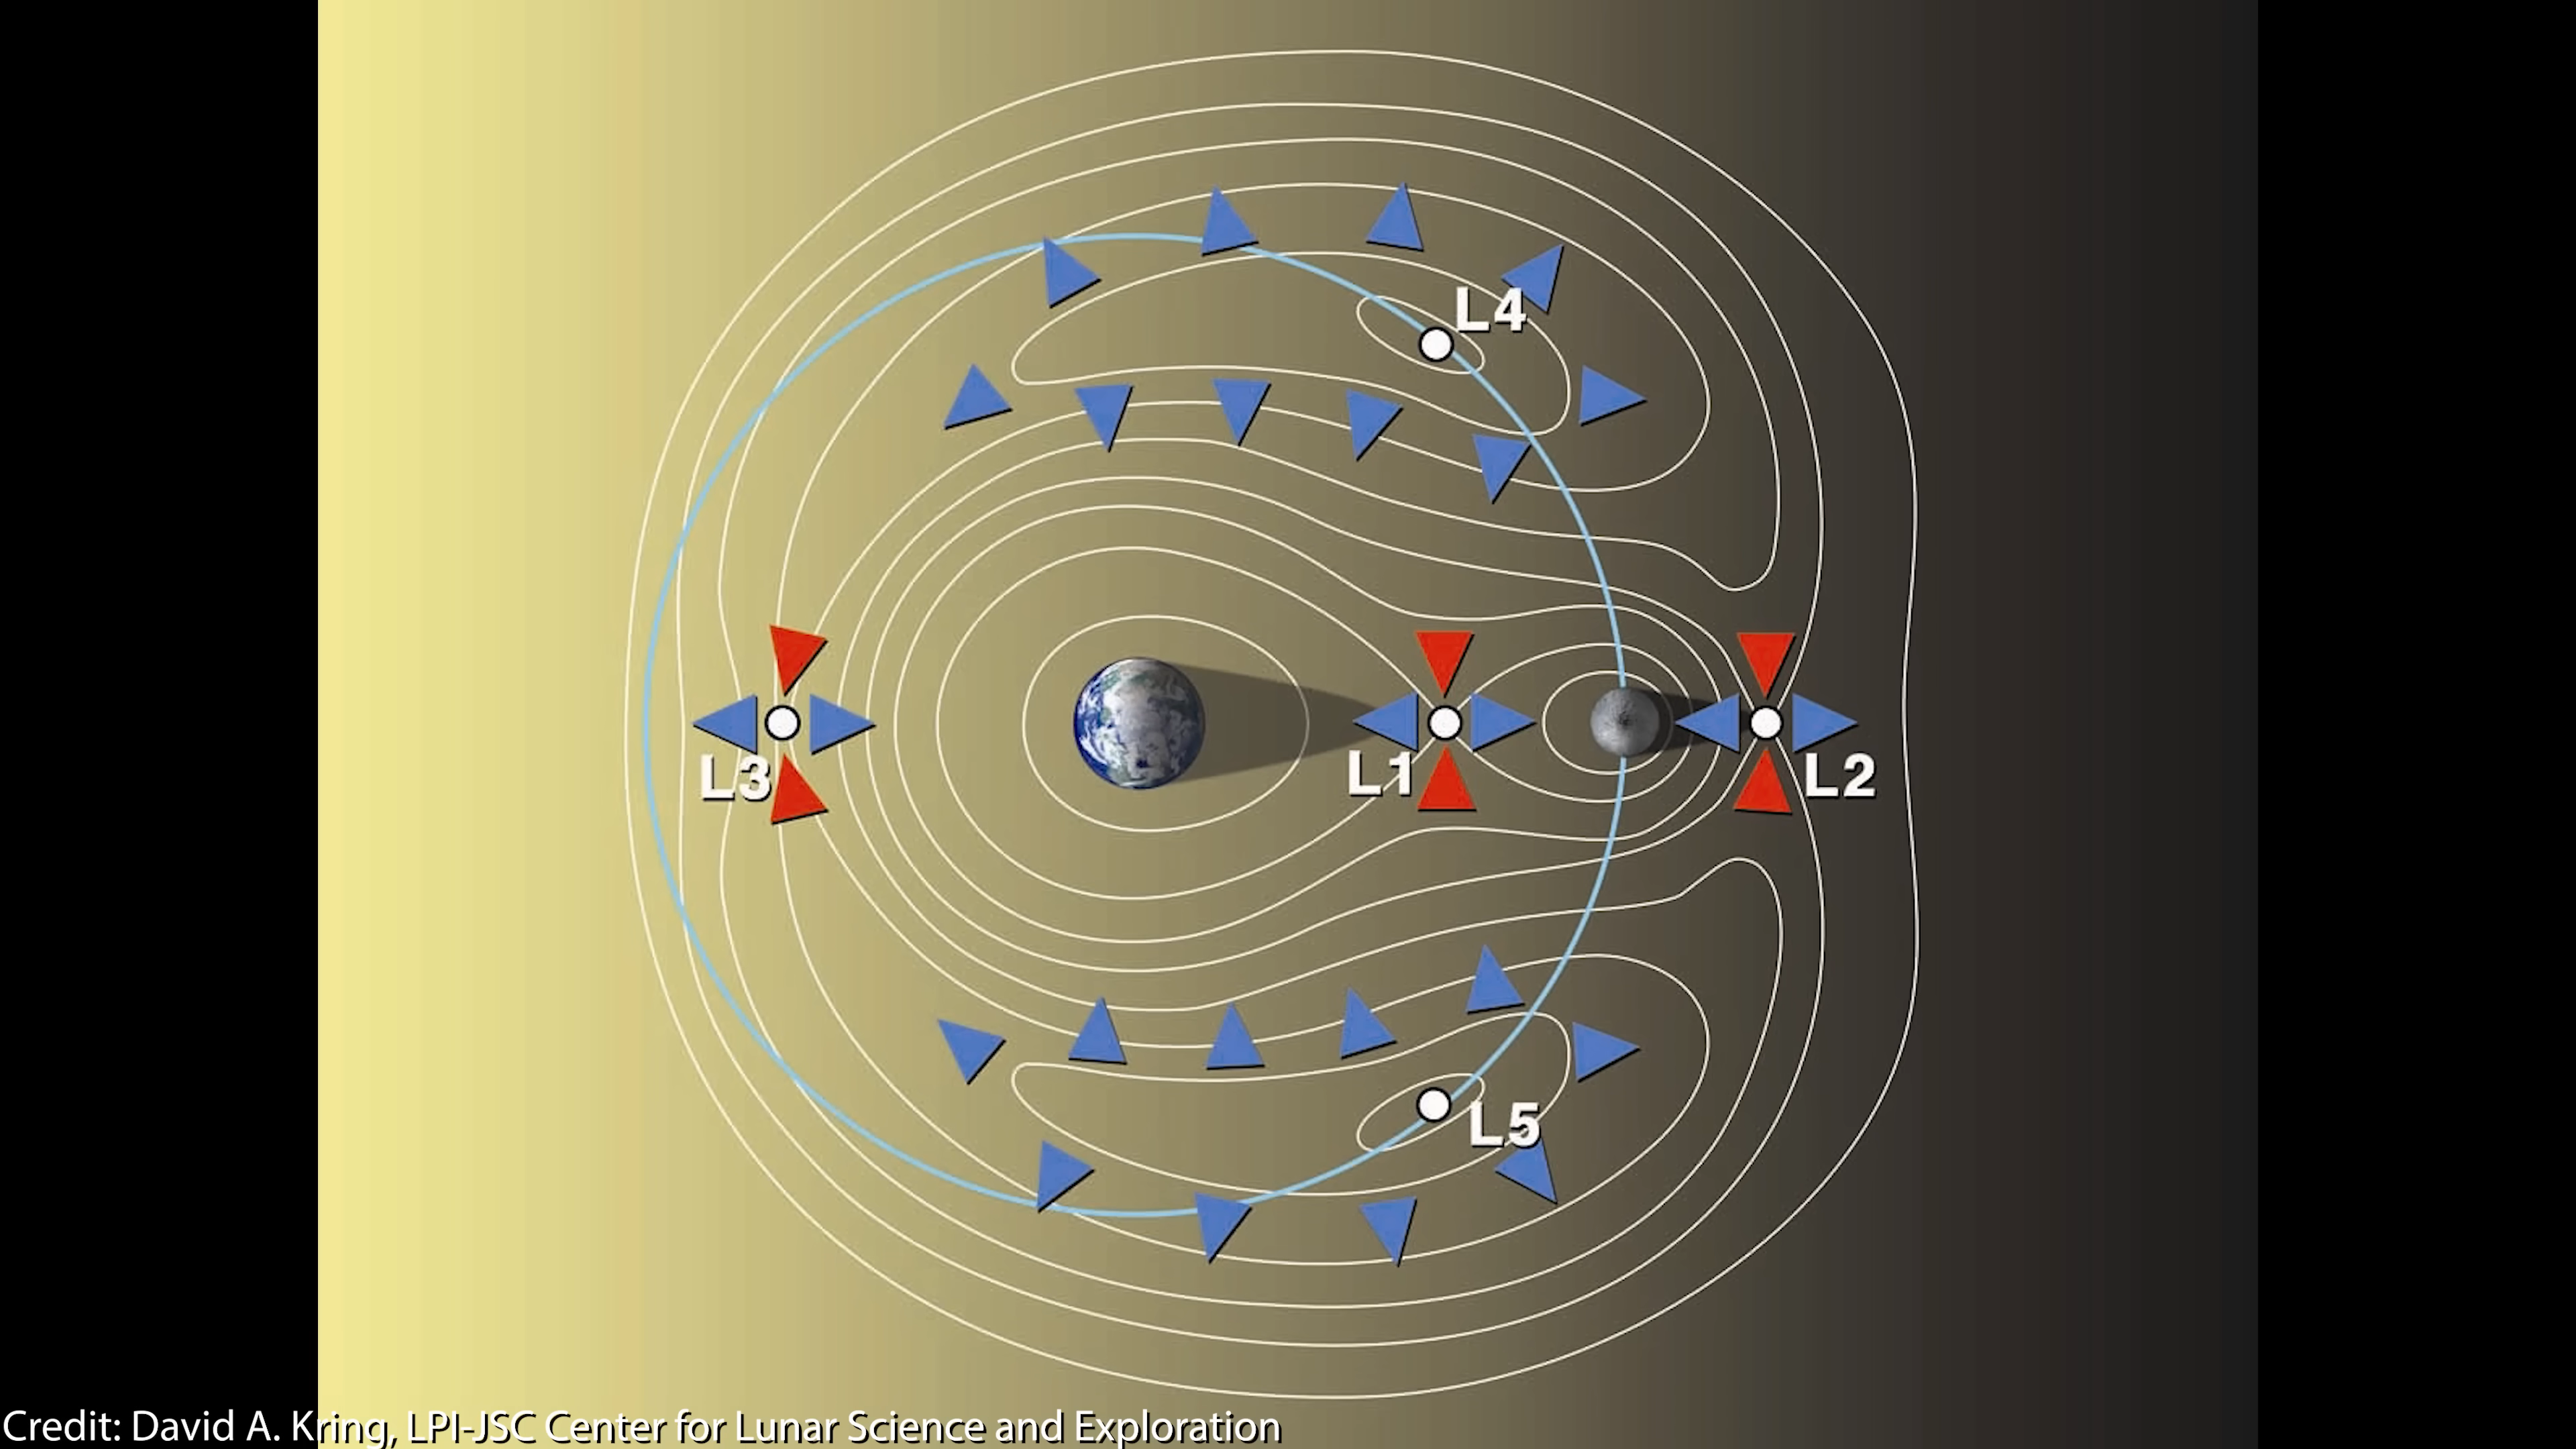 L4
L3
L1
L2
L5
Credit: David A. Kring, LPI-JSC Center for Lunar Science and Exploration